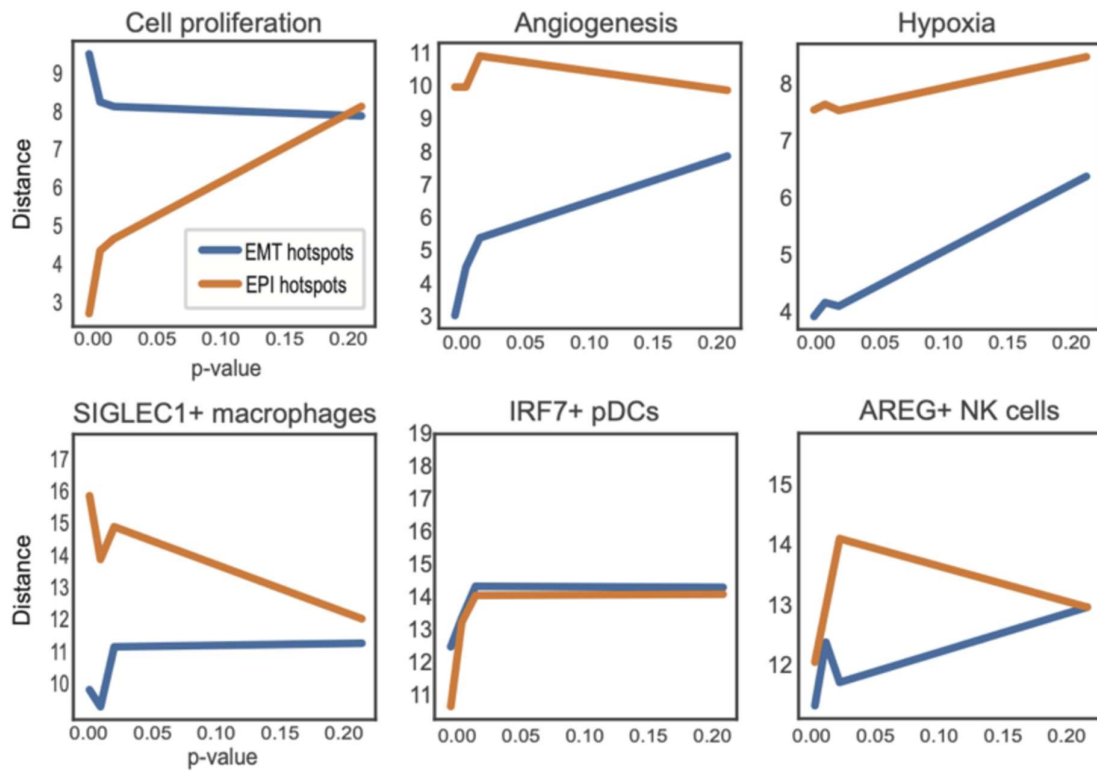 Cell proliferation
Angiogenesis
Hypoxia
Distance
9
8
7
6
5
4
3
EMT hotspots
EPI hotspots
0.00 0.05 0.10 0.15 0.20
p-value
11
10
9
8
7
6
5
4
3
0.00 0.05 0.10 0.15 0.20
8
7
6
5
4
0.00 0.05 0.10 0.15 0.20
SIGLEC1+ macrophages
IRF7+ pDCs
AREG+ NK cells
Distance
17
16
15
14
13
12
11
10
0.00 0.05 0.10 0.15 0.20
p-value
19
18
17
16
15
14
13
12
11
0.00 0.05 0.10 0.15 0.20
15
14
13
12
0.00 0.05 0.10 0.15 0.20